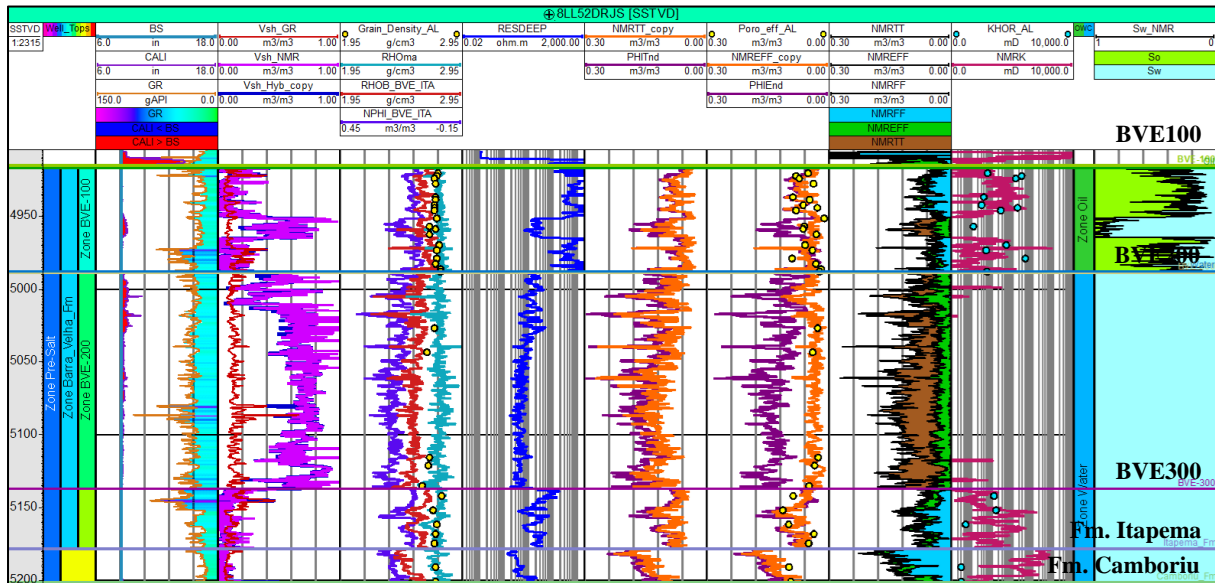 8LL52DRJS [SSTVD]
SSTVD
1:2315
Well_Tops
BS
6.0 in 18.0
CALI
6.0 in 18.0
GR
150.0 gAPI 0.0
GR
CALI < BS
CALI > BS
Vsh_GR
0.00 m3/m3 1.00
Vsh_NMR
0.00 m3/m3 1.00
Vsh_Hyb_copy
0.00 m3/m3 1.00
Grain_Density_AL
1.95 g/cm3 2.95
RHOma
1.95 g/cm3 2.95
RHOB_BVE_ITA
1.95 g/cm3 2.95
NPHI_BVE_ITA
0.45 m3/m3 -0.15
RESDEEP
0.02 ohm.m 2,000.00
NMRTT_copy
0.30 m3/m3 0.00
PHITnd
0.30 m3/m3 0.00
Poro_eff_AL
0.30 m3/m3 0.00
NMREFF_copy
0.30 m3/m3 0.00
PHIEnd
0.30 m3/m3 0.00
NMRTT
0.30 m3/m3 0.00
NMREFF
0.30 m3/m3 0.00
NMRFF
0.30 m3/m3 0.00
NMRFF
NMREFF
NMRTT
KHOR_AL
0.0 mD 10,000.0
NMRK
0.0 mD 10,000.0
OWC
Sw_NMR
1 0
So
Sw
BVE100
BVE-100
4950
5000
5050
5100
5150
5200
Zone Pre-Salt
Zone Barra_Velha_Fm
Zone BVE-100
Zone BVE-200
Zone Oil
Zone Water
BVE300
BVE-300
Fm. Itapema
Itapema_Fm
Fm. Camboriu
Camboriu_Fm